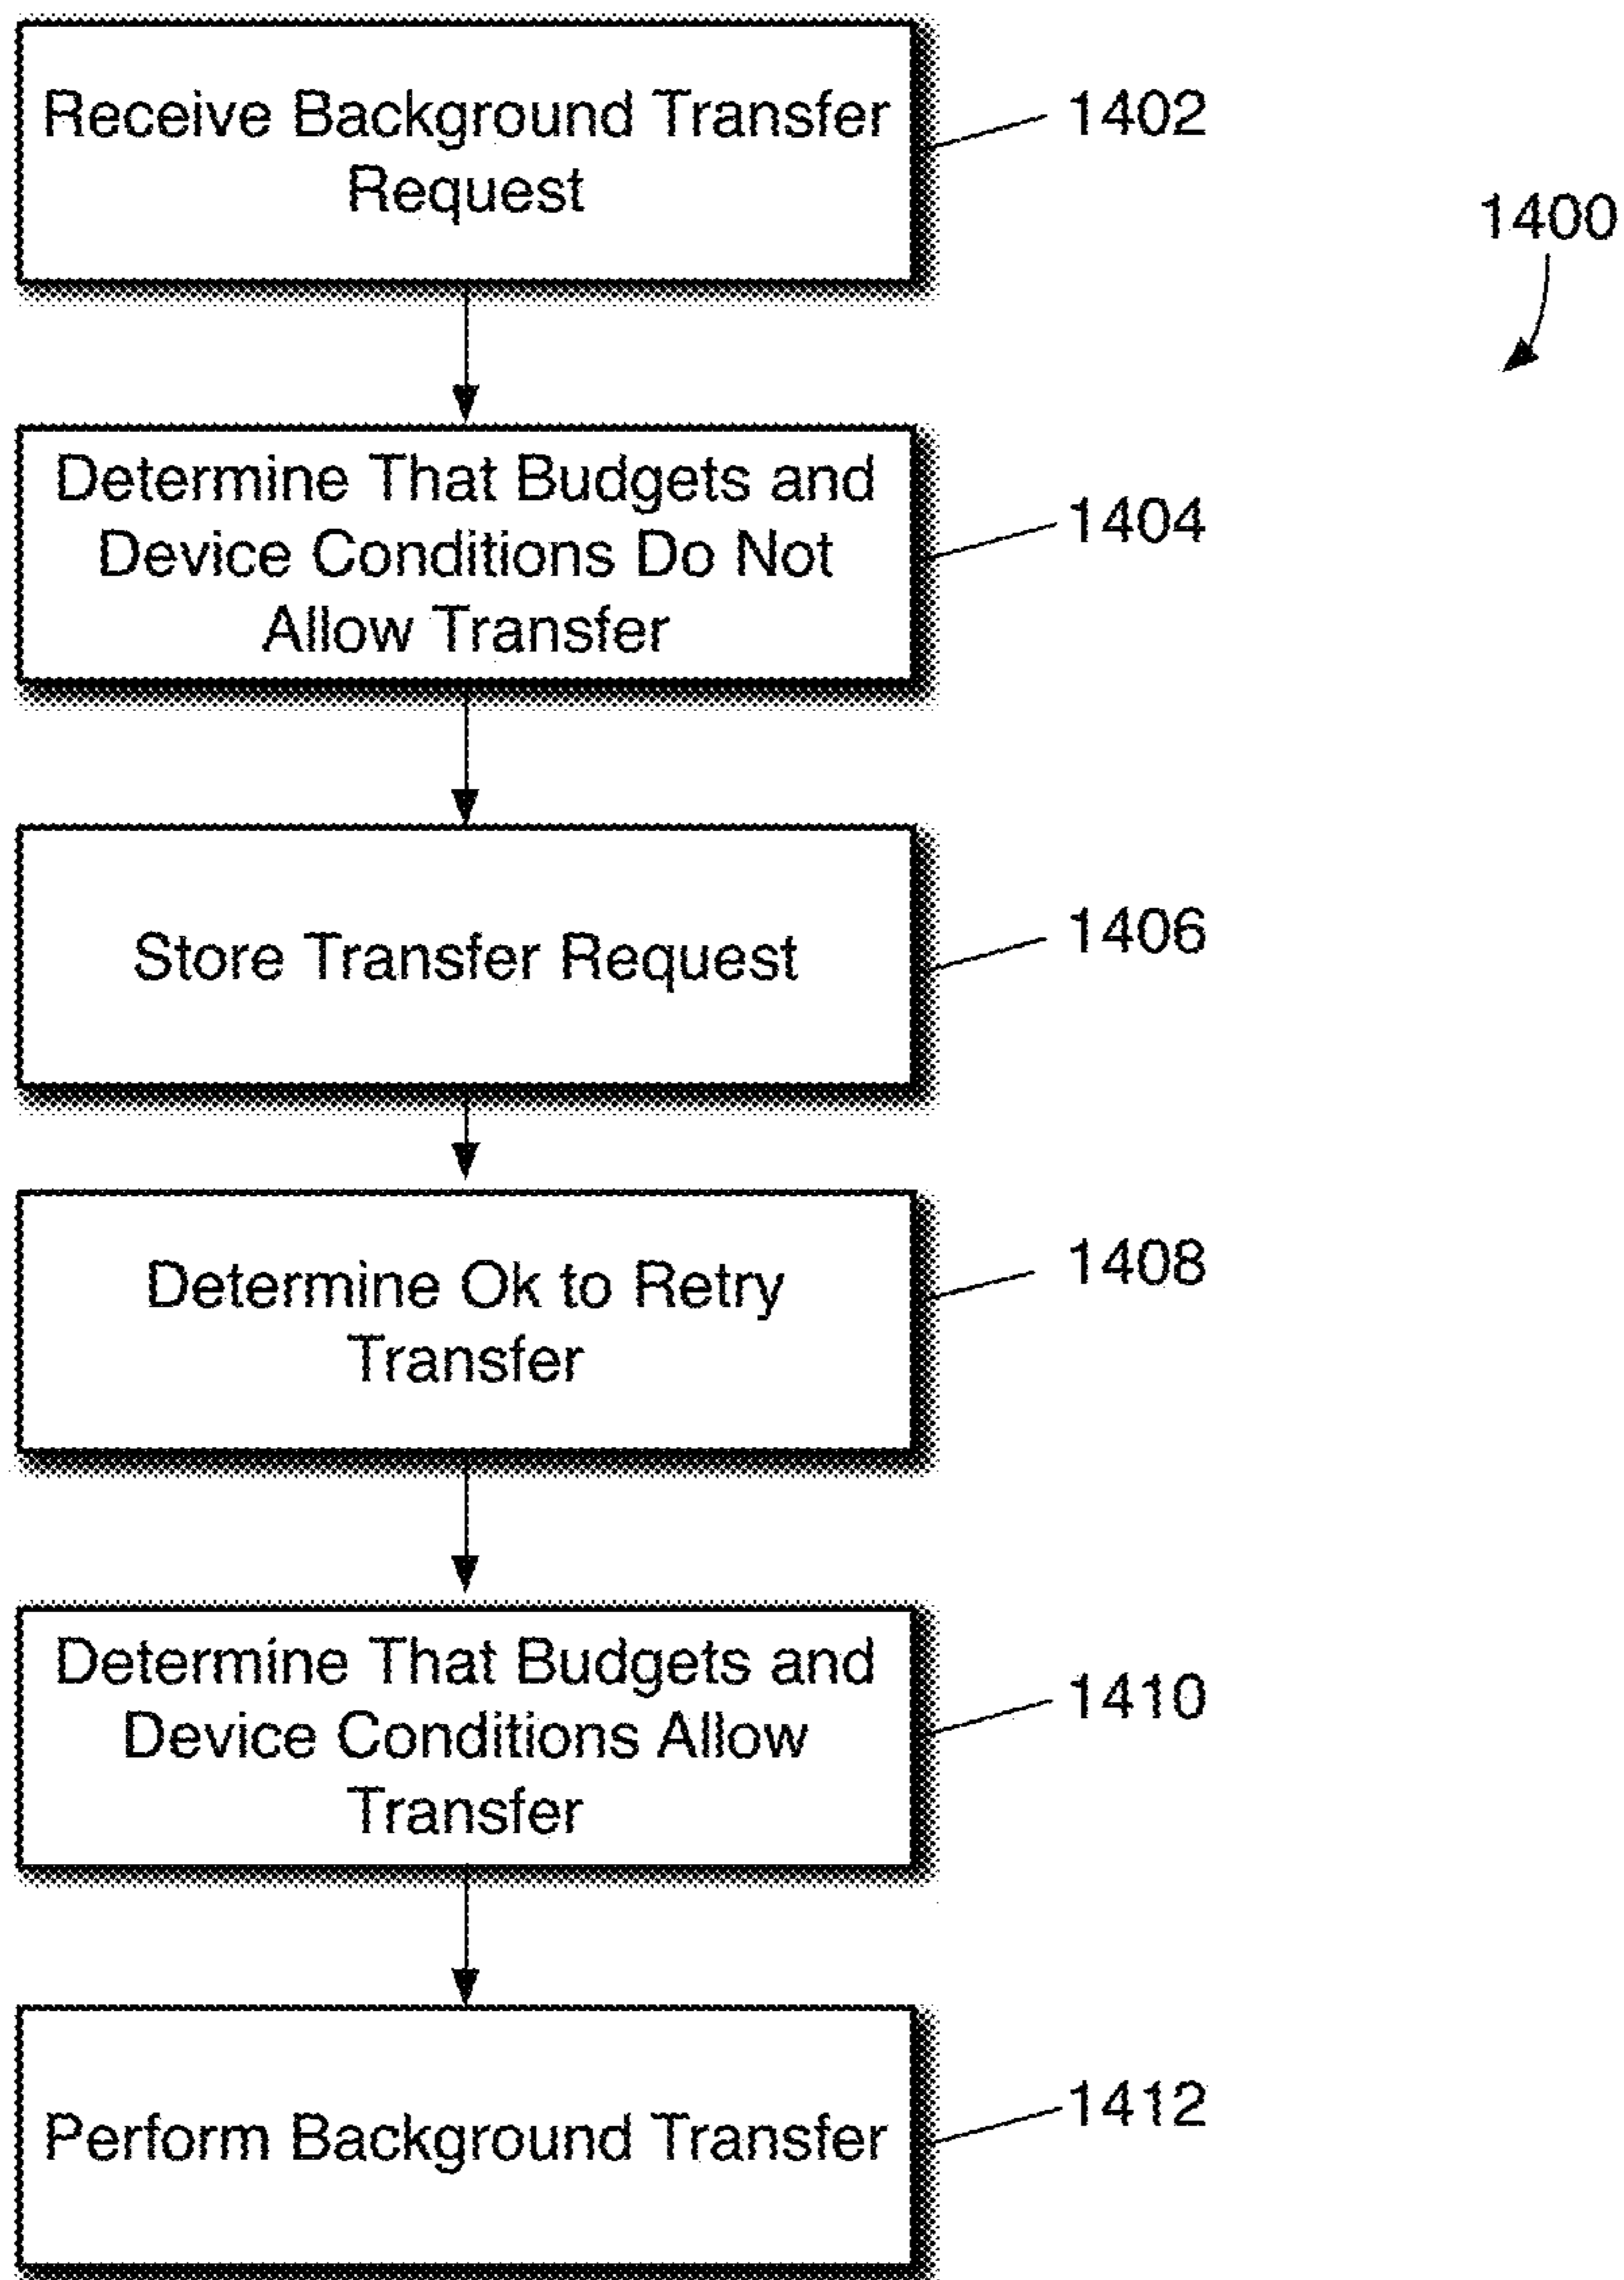 Receive Background Transfer
Request
1402
1400
Determine That Budgets and
Device Conditions Do Not
Allow Transfer
1404
Store Transfer Request
1406
Determine Ok to Retry
Transfer
1408
Determine That Budgets and
Device Conditions Allow
Transfer
1410
Perform Background Transfer
1412